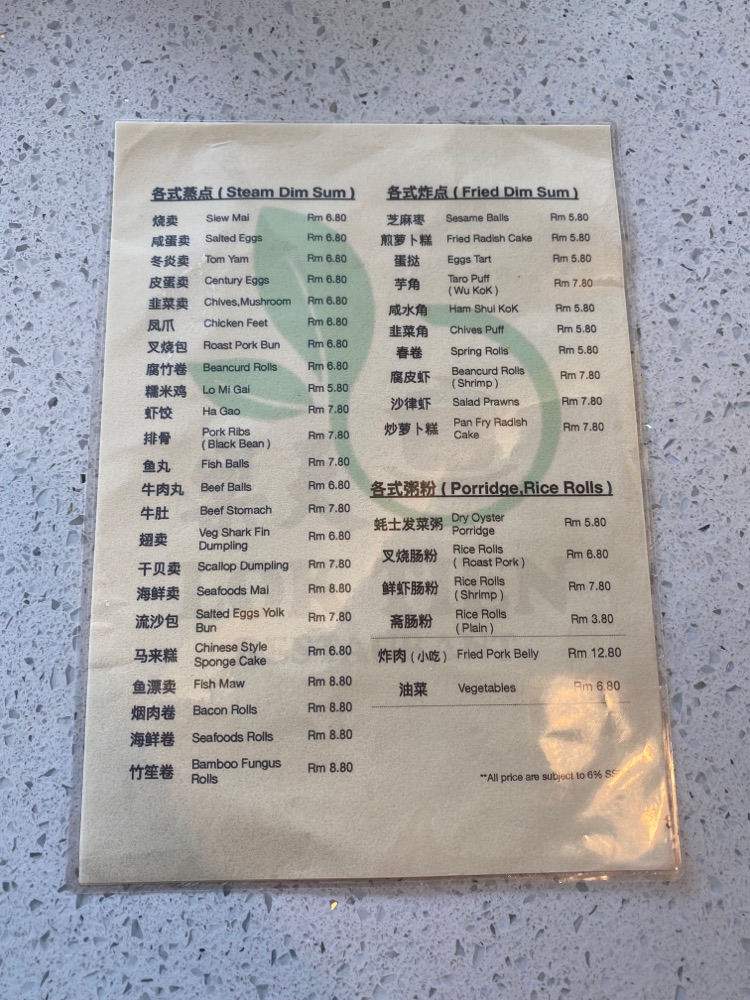 各式蒸点 ( Steam Dim Sum )
烧卖 Siew Mai Rm 6.80
咸蛋卖 Salted Eggs Rm 6.80
冬炎卖 Tom Yam Rm 6.80
皮蛋卖 Century Eggs Rm 6.80
韭菜卖 Chives,Mushroom Rm 6.80
凤爪 Chicken Feet Rm 6.80
叉烧包 Roast Pork Bun Rm 6.80
腐竹卷 Beancurd Rolls Rm 6.80
糯米鸡 Lo Mi Gai Rm 5.80
虾饺 Ha Gao Rm 7.80
排骨 Pork Ribs
( Black Bean ) Rm 7.80
鱼丸 Fish Balls Rm 7.80
牛肉丸 Beef Balls Rm 6.80
牛肚 Beef Stomach Rm 7.80
翅卖 Veg Shark Fin
Dumpling Rm 6.80
干贝卖 Scallop Dumpling Rm 7.80
海鲜卖 Seafoods Mai Rm 8.80
流沙包 Salted Eggs Yolk
Bun Rm 7.80
马来糕 Chinese Style
Sponge Cake Rm 6.80
鱼漂卖 Fish Maw Rm 8.80
烟肉卷 Bacon Rolls Rm 8.80
海鲜卷 Seafoods Rolls Rm 8.80
竹笙卷 Bamboo Fungus
Rolls Rm 8.80
各式炸点 ( Fried Dim Sum )
芝麻枣 Sesame Balls Rm 5.80
煎萝卜糕 Fried Radish Cake Rm 5.80
蛋挞 Eggs Tart Rm 5.80
芋角 Taro Puff
( Wu KoK ) Rm 7.80
咸水角 Ham Shui KoK Rm 5.80
韭菜角 Chives Puff Rm 5.80
春卷 Spring Rolls Rm 5.80
腐皮虾 Beancurd Rolls
( Shrimp ) Rm 7.80
沙律虾 Salad Prawns Rm 7.80
炒萝卜糕 Pan Fry Radish
Cake Rm 7.80
各式粥粉 ( Porridge,Rice Rolls )
蚝士发菜粥 Dry Oyster
Porridge Rm 5.80
叉烧肠粉 Rice Rolls
( Roast Pork ) Rm 6.80
鲜虾肠粉 Rice Rolls
( Shrimp ) Rm 7.80
斋肠粉 Rice Rolls
( Plain ) Rm 3.80
炸肉 ( 小吃 ) Fried Pork Belly Rm 12.80
油菜 Vegetables Rm 6.80
**All price are subject to 6%